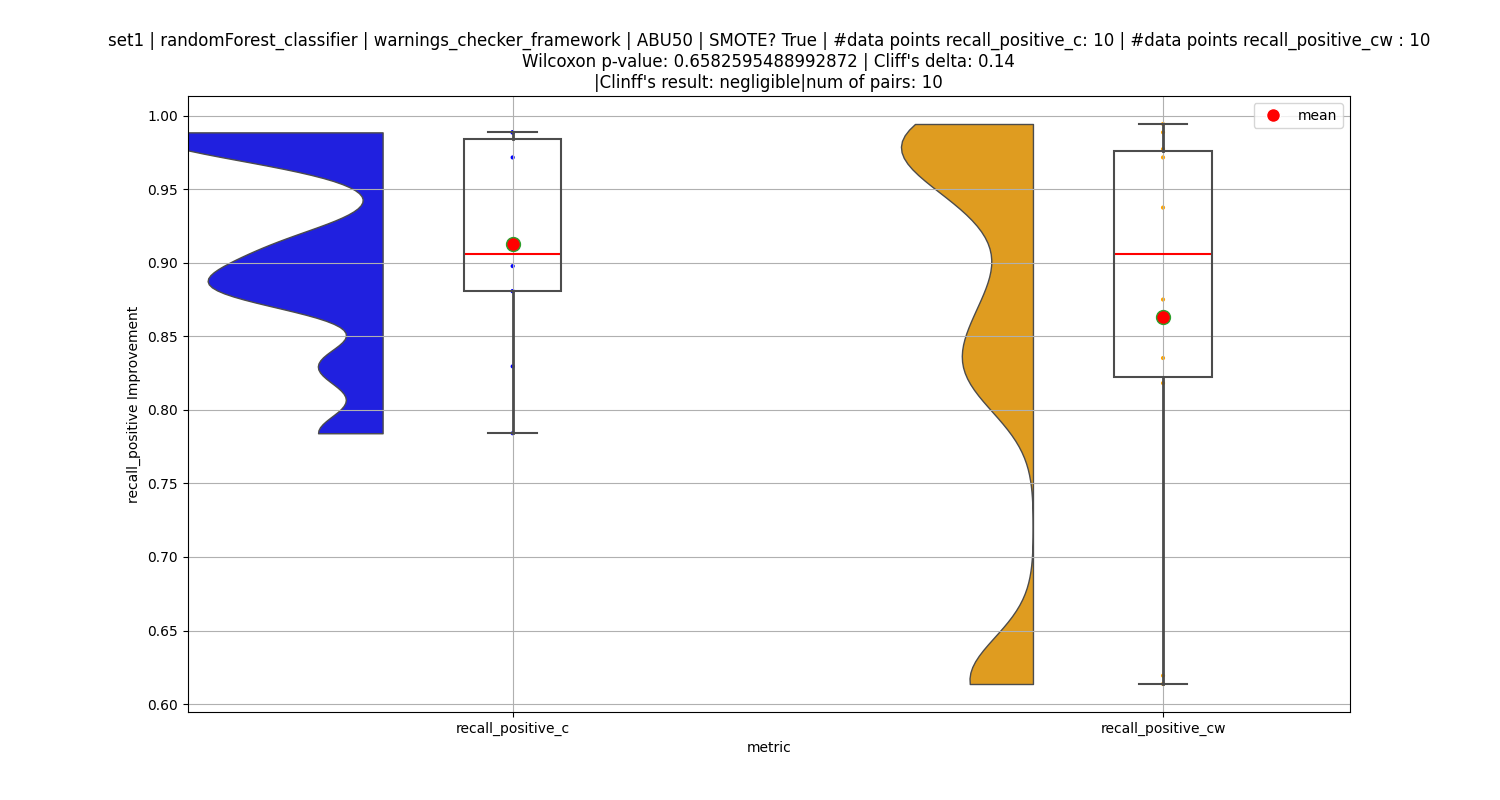 set1 | randomForest_classifier | warnings_checker_framework | ABU50 | SMOTE? True | #data points recall_positive_c: 10 | #data points recall_positive_cw : 10
Wilcoxon p-value: 0.6582595488992872 | Cliff's delta: 0.14
|Clinff's result: negligible|num of pairs: 10
mean
1.00
0.95
0.90
0.85
0.80
0.75
0.70
0.65
0.60
recall_positive Improvement
recall_positive_c
recall_positive_cw
metric